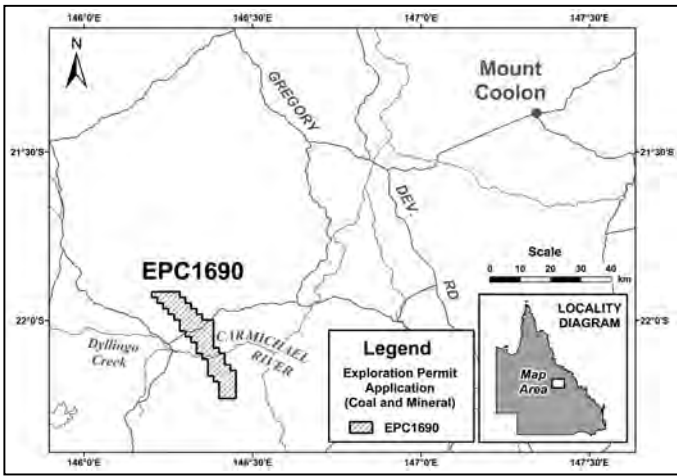 146°0'E 146°30'E 147°0'E 147°30'E
N
GREGORY
Mount
Coolon
21°30'S 21°30'S
DEV.
Scale
0 10 20 30 40
km
EPC1690
RD
LOCALITY
DIAGRAM
22°0'S 22°0'S
CARMICHAEL
RIVER
Dyllingo
Creek
Legend
Exploration Permit
Application
(Coal and Mineral)
EPC1690
Map
Area
146°0'E 146°30'E 147°0'E 147°30'E